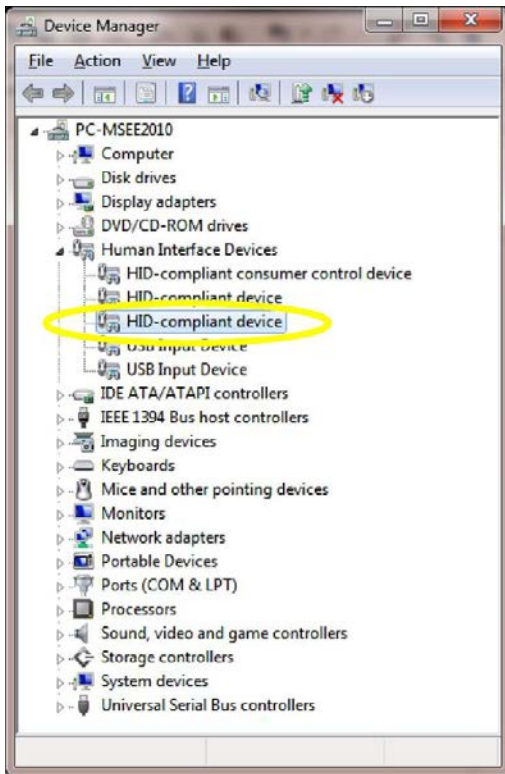 Device Manager
File Action View Help
PC-MSEE2010
Computer
Disk drives
Display adapters
DVD/CD-ROM drives
Human Interface Devices
HID-compliant consumer control device
HID-compliant device
HID-compliant device
USB Input Device
USB Input Device
IDE ATA/ATAPI controllers
IEEE 1394 Bus host controllers
Imaging devices
Keyboards
Mice and other pointing devices
Monitors
Network adapters
Portable Devices
Ports (COM & LPT)
Processors
Sound, video and game controllers
Storage controllers
System devices
Universal Serial Bus controllers